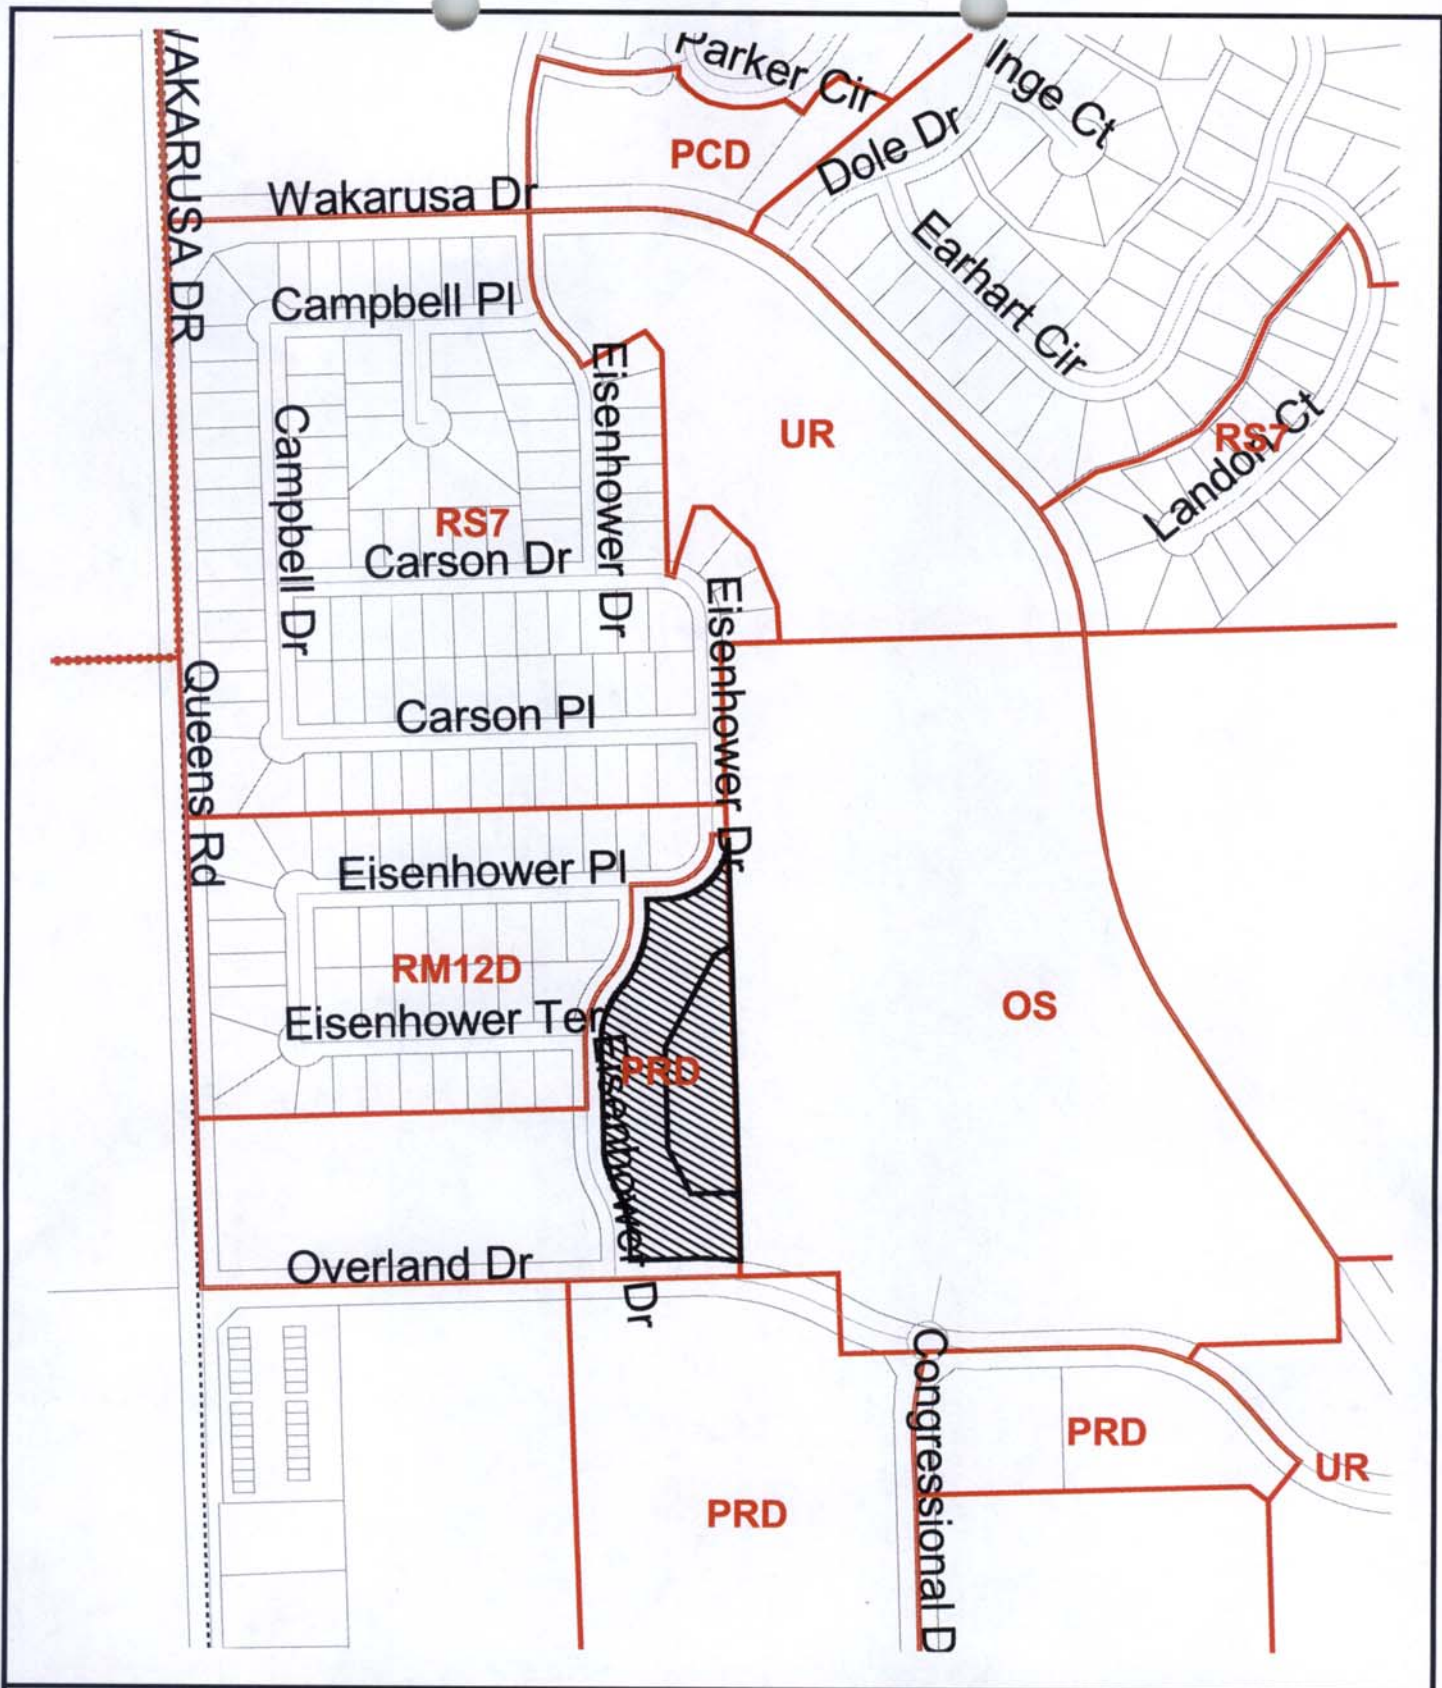 Parker Cir
Inge Ct
WAKARUSA DR
PCD
Dole Dr
Wakarusa Dr
Earhart Cir
Campbell Pl
Eisenhower Dr
Campbell Dr
UR
RS7
Landon Ct
RS7
Carson Dr
Eisenhower Dr
Queens Rd
Carson Pl
Eisenhower Pl
RM12D
OS
Eisenhower Ter
PRD
Eisenhower Dr
Overland Dr
Congressional D
PRD
UR
PRD